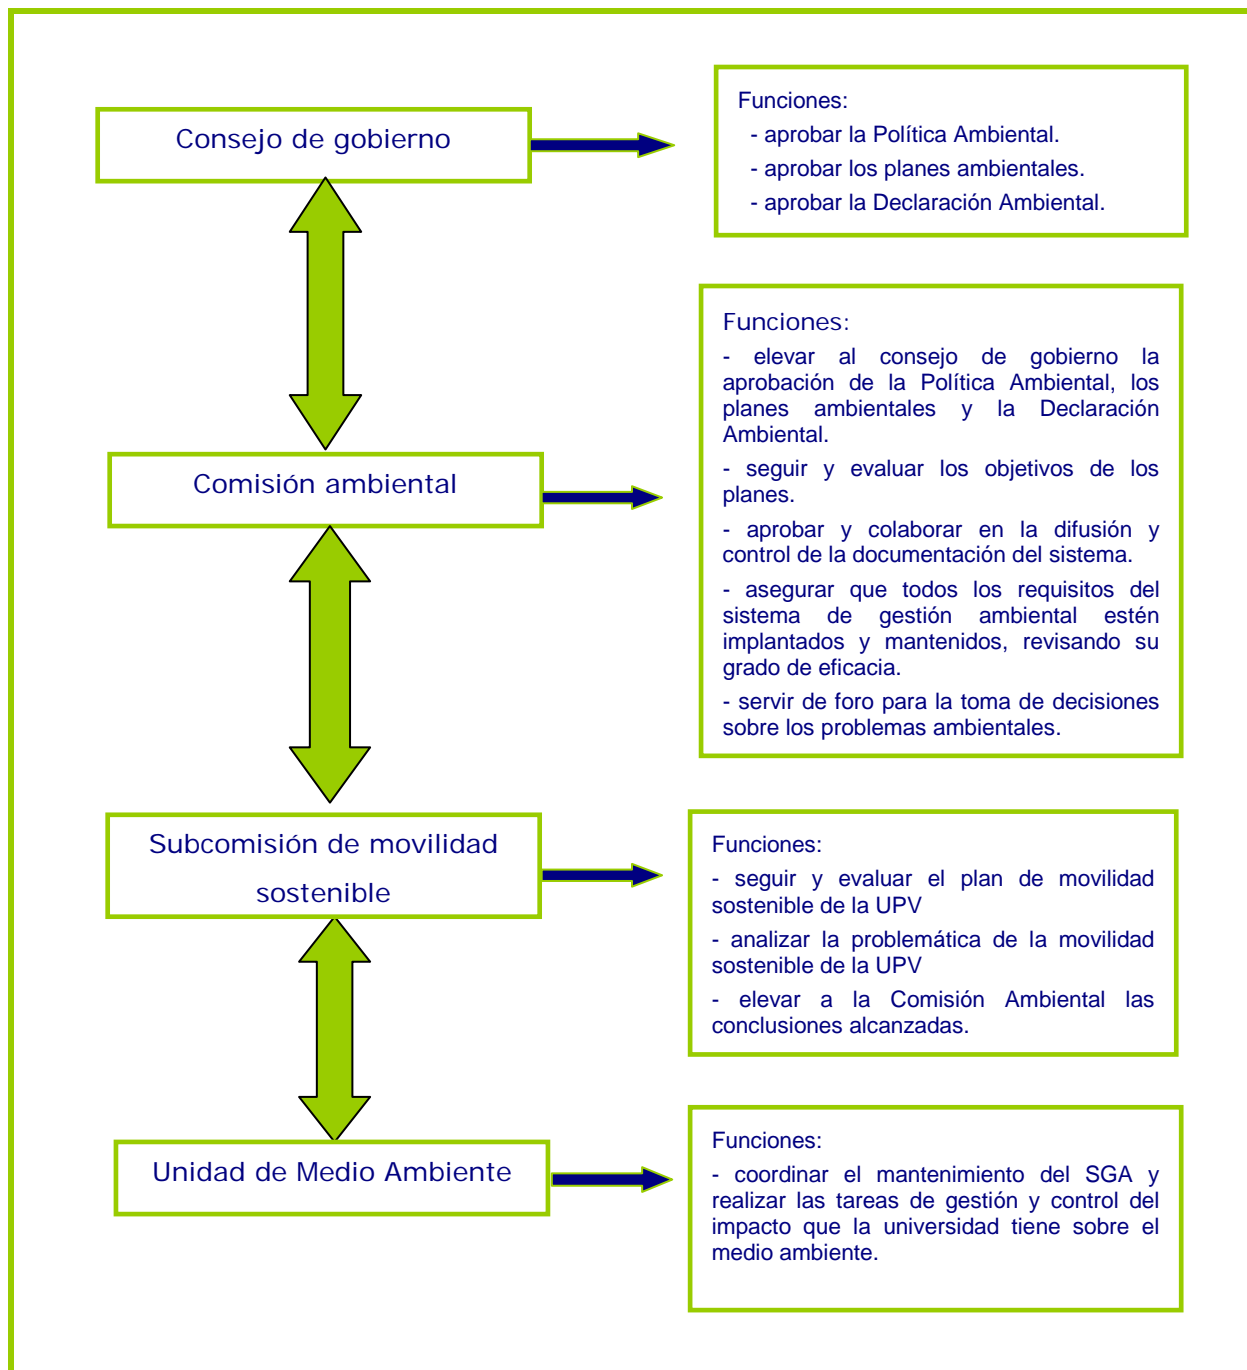 Consejo de gobierno
Funciones:
- aprobar la Política Ambiental.
- aprobar los planes ambientales.
- aprobar la Declaración Ambiental.
Comisión ambiental
Funciones:
- elevar al consejo de gobierno la
aprobación de la Política Ambiental, los
planes ambientales y la Declaración
Ambiental.
- seguir y evaluar los objetivos de los
planes.
- aprobar y colaborar en la difusión y
control de la documentación del sistema.
- asegurar que todos los requisitos del
sistema de gestión ambiental estén
implantados y mantenidos, revisando su
grado de eficacia.
- servir de foro para la toma de decisiones
sobre los problemas ambientales.
Subcomisión de movilidad
sostenible
Funciones:
- seguir y evaluar el plan de movilidad
sostenible de la UPV
- analizar la problemática de la movilidad
sostenible de la UPV
- elevar a la Comisión Ambiental las
conclusiones alcanzadas.
Unidad de Medio Ambiente
Funciones:
- coordinar el mantenimiento del SGA y
realizar las tareas de gestión y control del
impacto que la universidad tiene sobre el
medio ambiente.